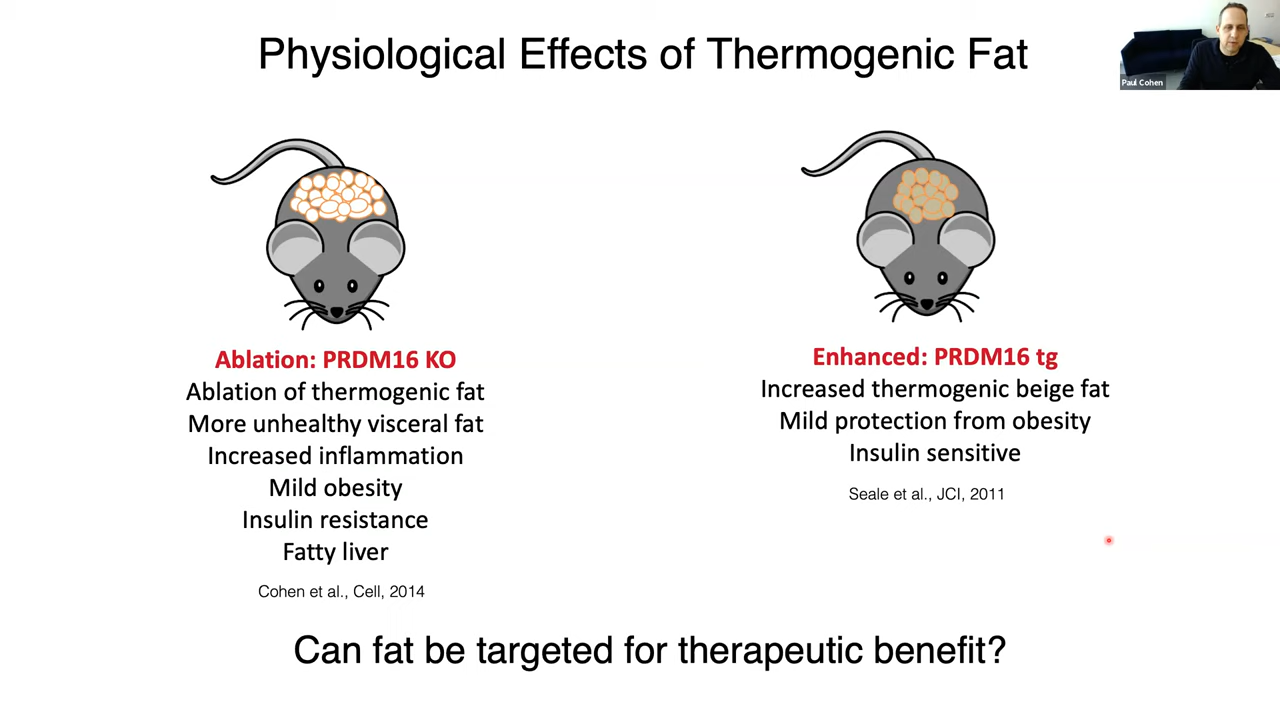 Physiological Effects of Thermogenic Fat
Paul Cohen
Ablation: PRDM16 KO
Ablation of thermogenic fat
More unhealthy visceral fat
Increased inflammation
Mild obesity
Insulin resistance
Fatty liver
Cohen et al., Cell, 2014
Enhanced: PRDM16 tg
Increased thermogenic beige fat
Mild protection from obesity
Insulin sensitive
Seale et al., JCI, 2011
Can fat be targeted for therapeutic benefit?